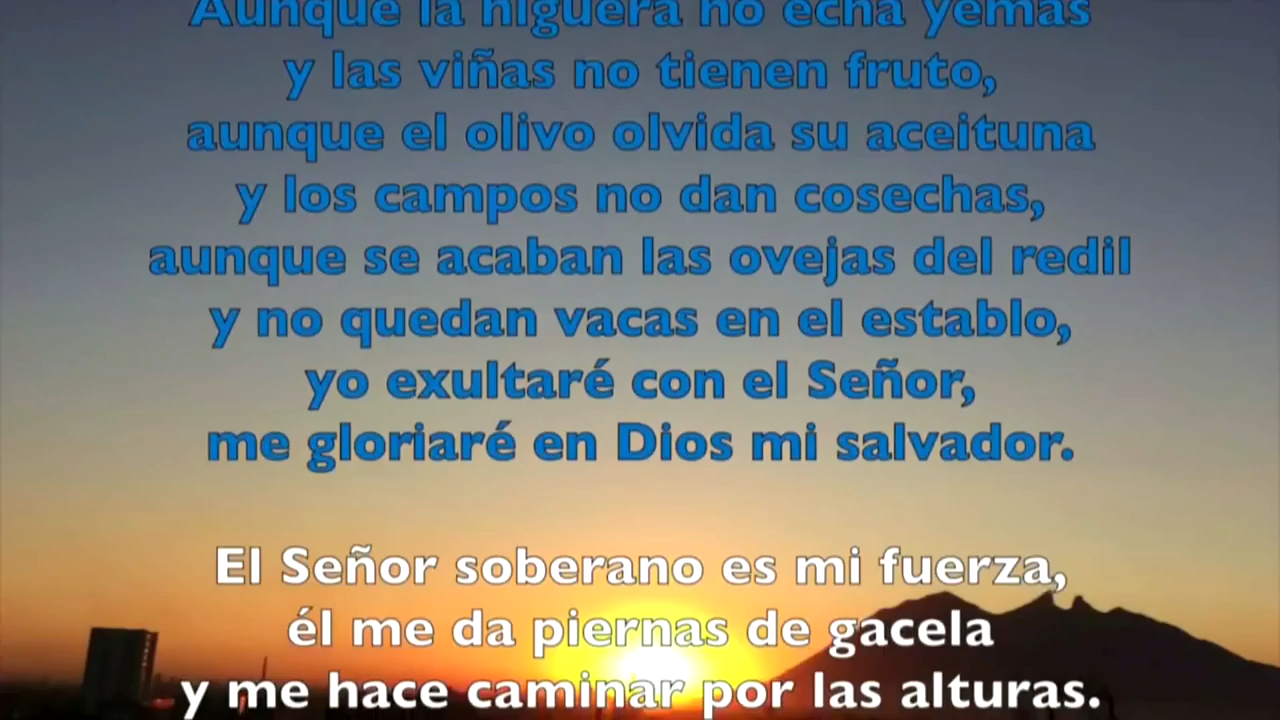 Aunque la higuera no echa yemas
y las viñas no tienen fruto,
aunque el olivo olvida su aceituna
y los campos no dan cosechas,
aunque se acaban las ovejas del redil
y no quedan vacas en el establo,
yo exultaré con el Señor,
me gloriaré en Dios mi salvador.
El Señor soberano es mi fuerza,
él me da piernas de gacela
y me hace caminar por las alturas.